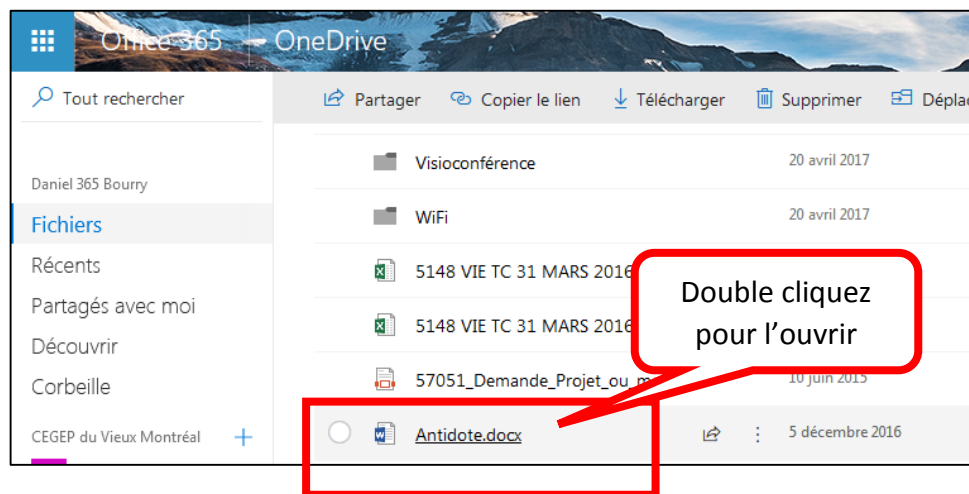 Office 365 OneDrive
Tout rechercher
Partager Copier le lien Télécharger Supprimer
Daniel 365 Bourry
Fichiers
Récents
Partagés avec moi
Découvrir
Corbeille
CEGEP du Vieux Montréal +
Visioconférence 20 avril 2017
WiFi 20 avril 2017
5148 VIE TC 31 MARS 2016
5148 VIE TC 31 MARS 2016
57051_Demande_Projet_ou_m 10 juin 2015
Antidote.docx 5 décembre 2016
Double cliquez
pour l'ouvrir